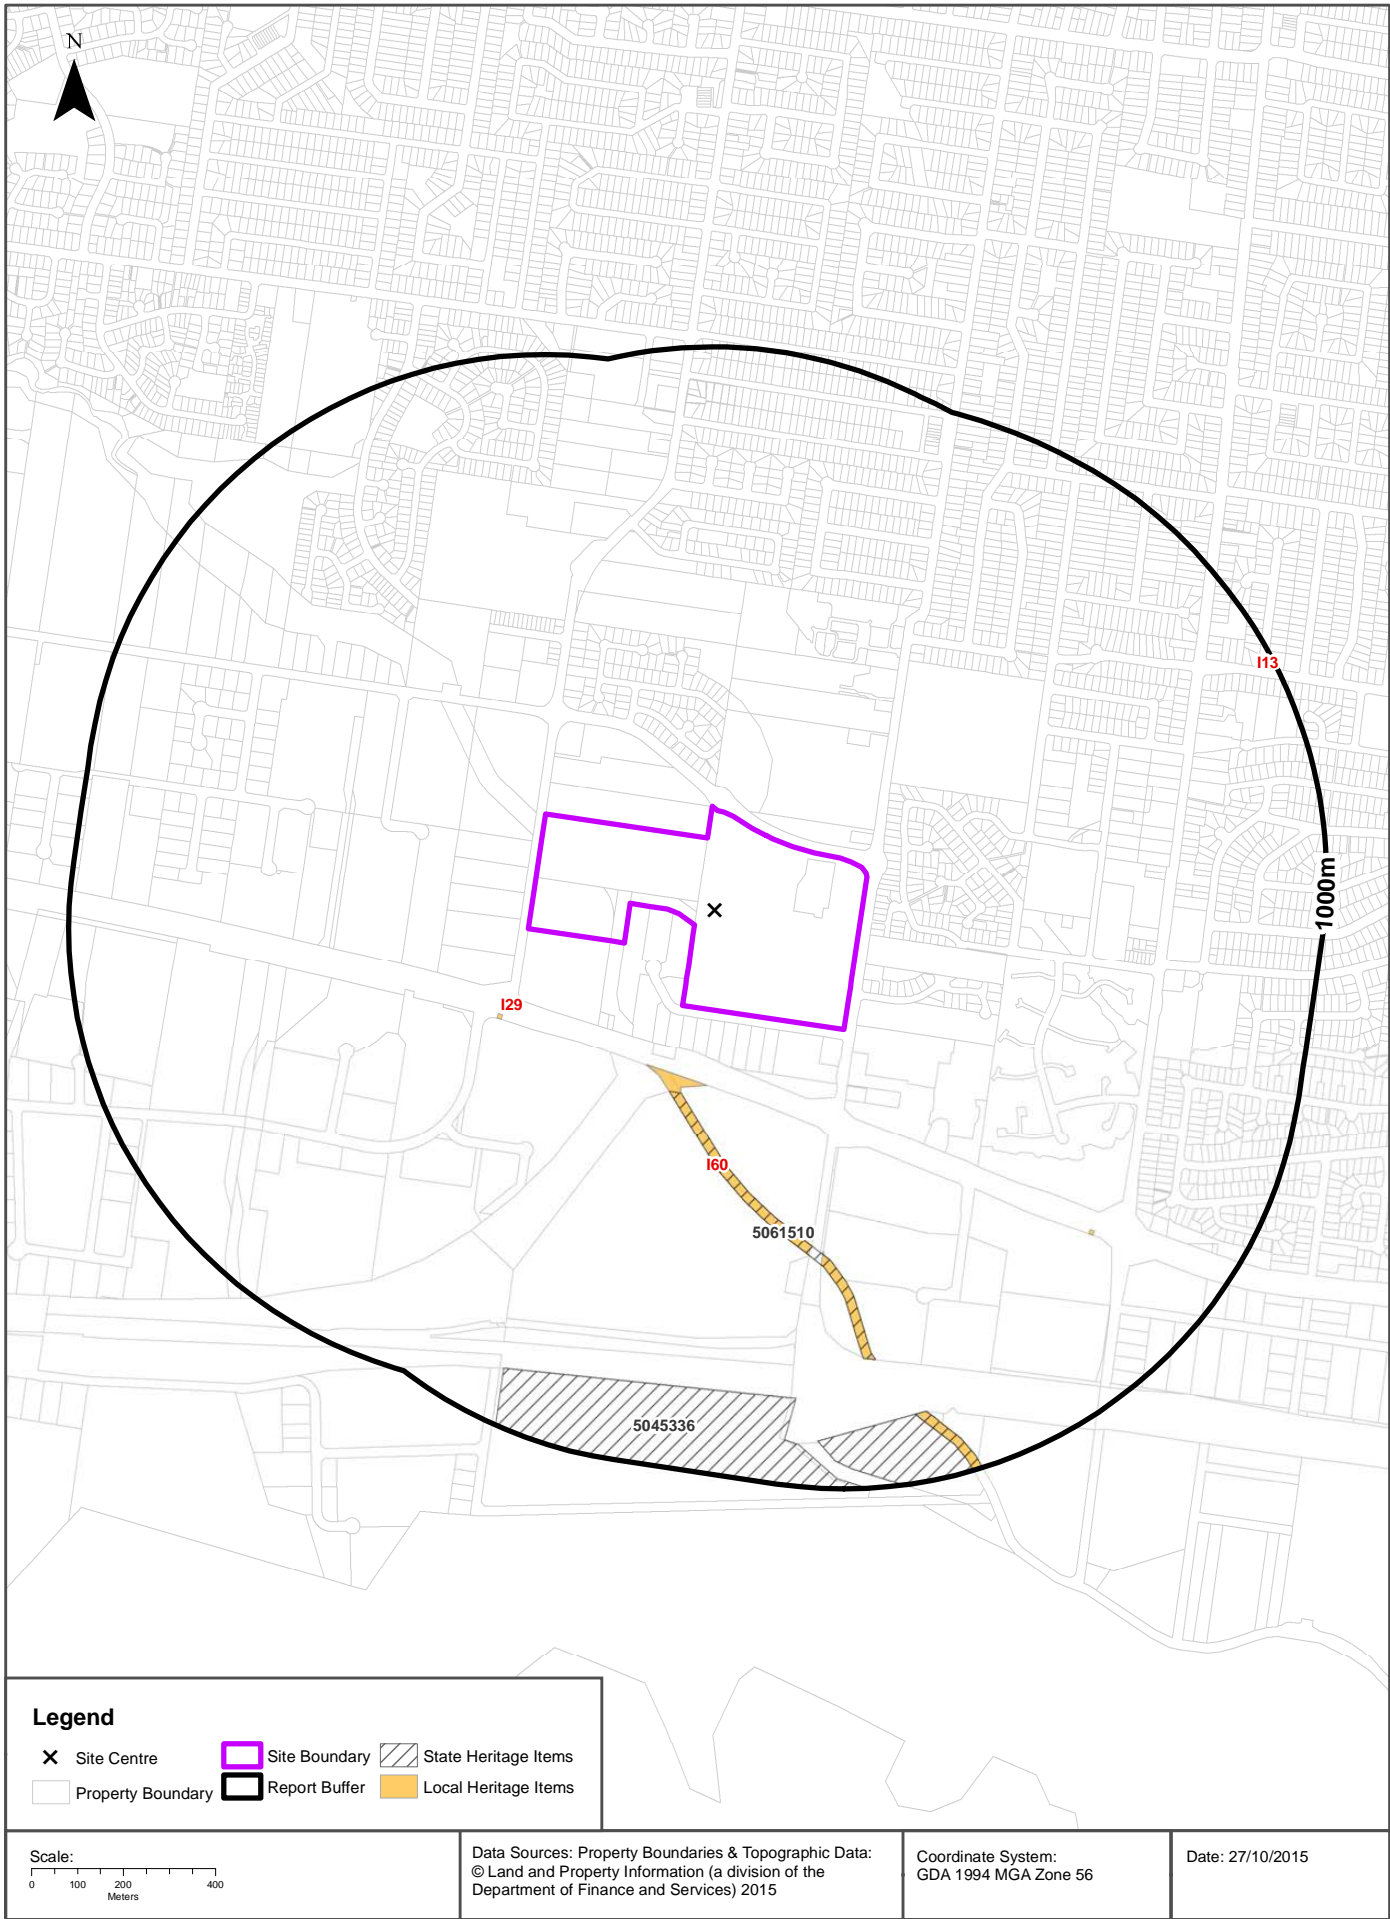 N
I13
1000m
I29
I60
5061510
5045336
Legend
Site Centre
Site Boundary
State Heritage Items
Property Boundary
Report Buffer
Local Heritage Items
Scale:
0 100 200 400
Meters
Data Sources: Property Boundaries & Topographic Data:
© Land and Property Information (a division of the
Department of Finance and Services) 2015
Coordinate System:
GDA 1994 MGA Zone 56
Date: 27/10/2015